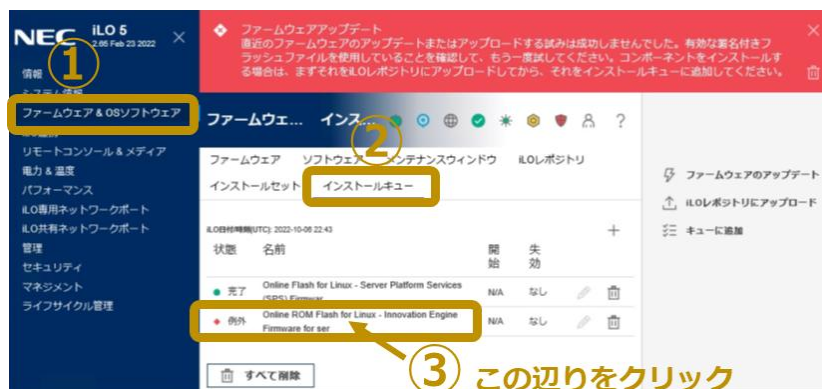 NEC iLO 5
2.65 Feb 23 2022
①
情報
システム情報
ファームウェア & OSソフトウェア
リモートコンソール & メディア
電力 & 温度
パフォーマンス
iLO専用ネットワークポート
iLO共有ネットワークポート
管理
セキュリティ
マネジメント
ライフサイクル管理
ファームウェアアップデート
直近のファームウェアのアップデートまたはアップロードする試みは成功しませんでした。有効な署名付きフ
ラッシュファイルを使用していることを確認して、もう一度試してください。コンポーネントをインストールす
る場合は、まずそれをiLOレポジトリにアップロードしてから、それをインストールキューに追加してください。
ファームウェ... インス...
②
ファームウェア ソフトウェア メンテナンスウィンドウ iLOレポジトリ
インストールセット インストールキュー
iLO日付/時間(UTC): 2022-10-06 22:43
状態 名前 開始 失効
完了 Online Flash for Linux - Server Platform Services N/A なし
(SPS) Firmwar
例外 Online ROM Flash for Linux - Innovation Engine N/A なし
Firmware for ser
すべて削除
③ この辺りをクリック
ファームウェアのアップデート
iLOレポジトリにアップロード
キューに追加